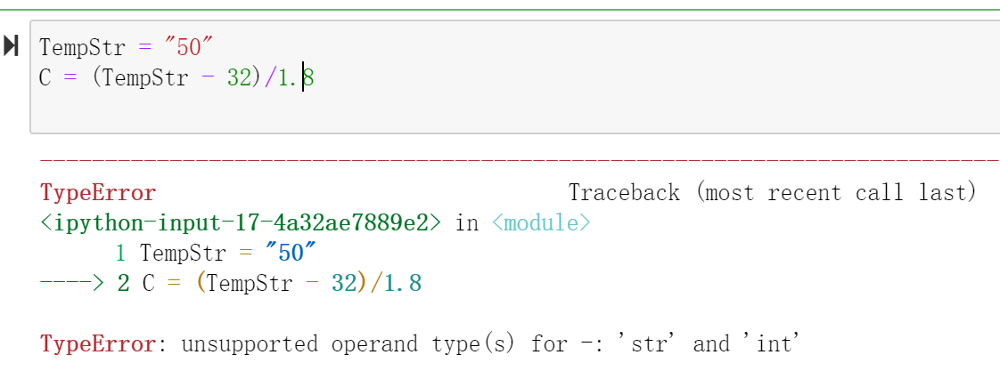 TempStr = "50"
C = (TempStr - 32)/1.8
---------------------------------------------------------------------------
TypeError Traceback (most recent call last)
<ipython-input-17-4a32ae7889e2> in <module>
1 TempStr = "50"
----> 2 C = (TempStr - 32)/1.8
TypeError: unsupported operand type(s) for -: 'str' and 'int'